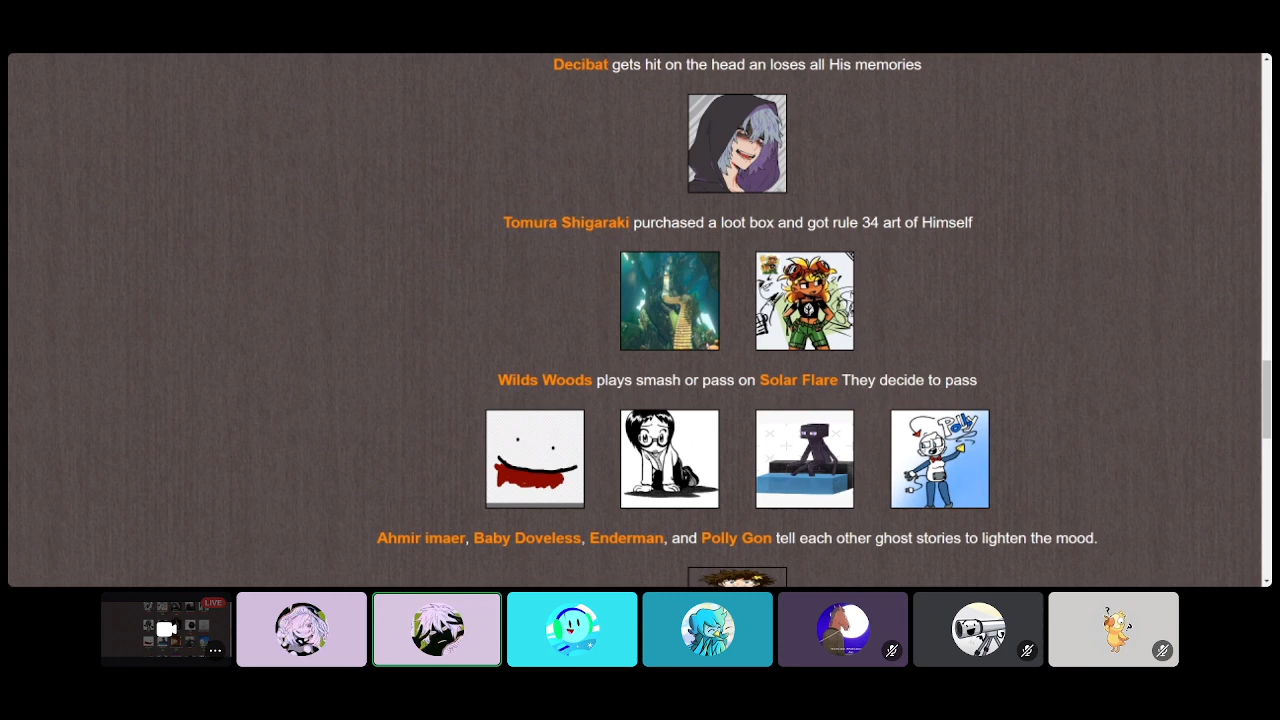 Decibat gets hit on the head an loses all His memories
Tomura Shigaraki purchased a loot box and got rule 34 art of Himself
Wilds Woods plays smash or pass on Solar Flare They decide to pass
Polly
Ahmir imaer, Baby Doveless, Enderman, and Polly Gon tell each other ghost stories to lighten the mood.
LIVE